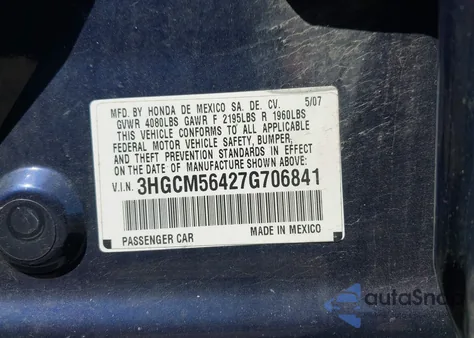 MFD. BY HONDA DE MEXICO SA. DE. CV. 5/07
GVWR 4080LBS GAWR F 2195LBS R 1960LBS
THIS VEHICLE CONFORMS TO ALL APPLICABLE
FEDERAL MOTOR VEHICLE SAFETY, BUMPER,
AND THEFT PREVENTION STANDARDS IN EFFECT
ON THE DATE OF MANUFACTURE SHOWN ABOVE.
V.I.N. 3HGCM56427G706841
PASSENGER CAR MADE IN MEXICO
autoSnap